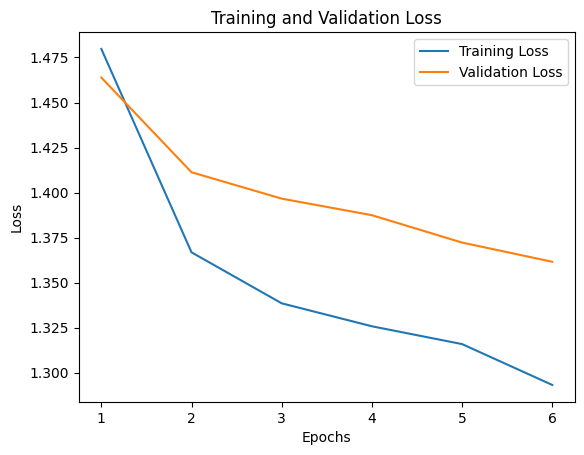 Training and Validation Loss
Training Loss
Validation Loss
1.475
1.450
1.425
1.400
1.375
1.350
1.325
1.300
Loss
1 2 3 4 5 6
Epochs